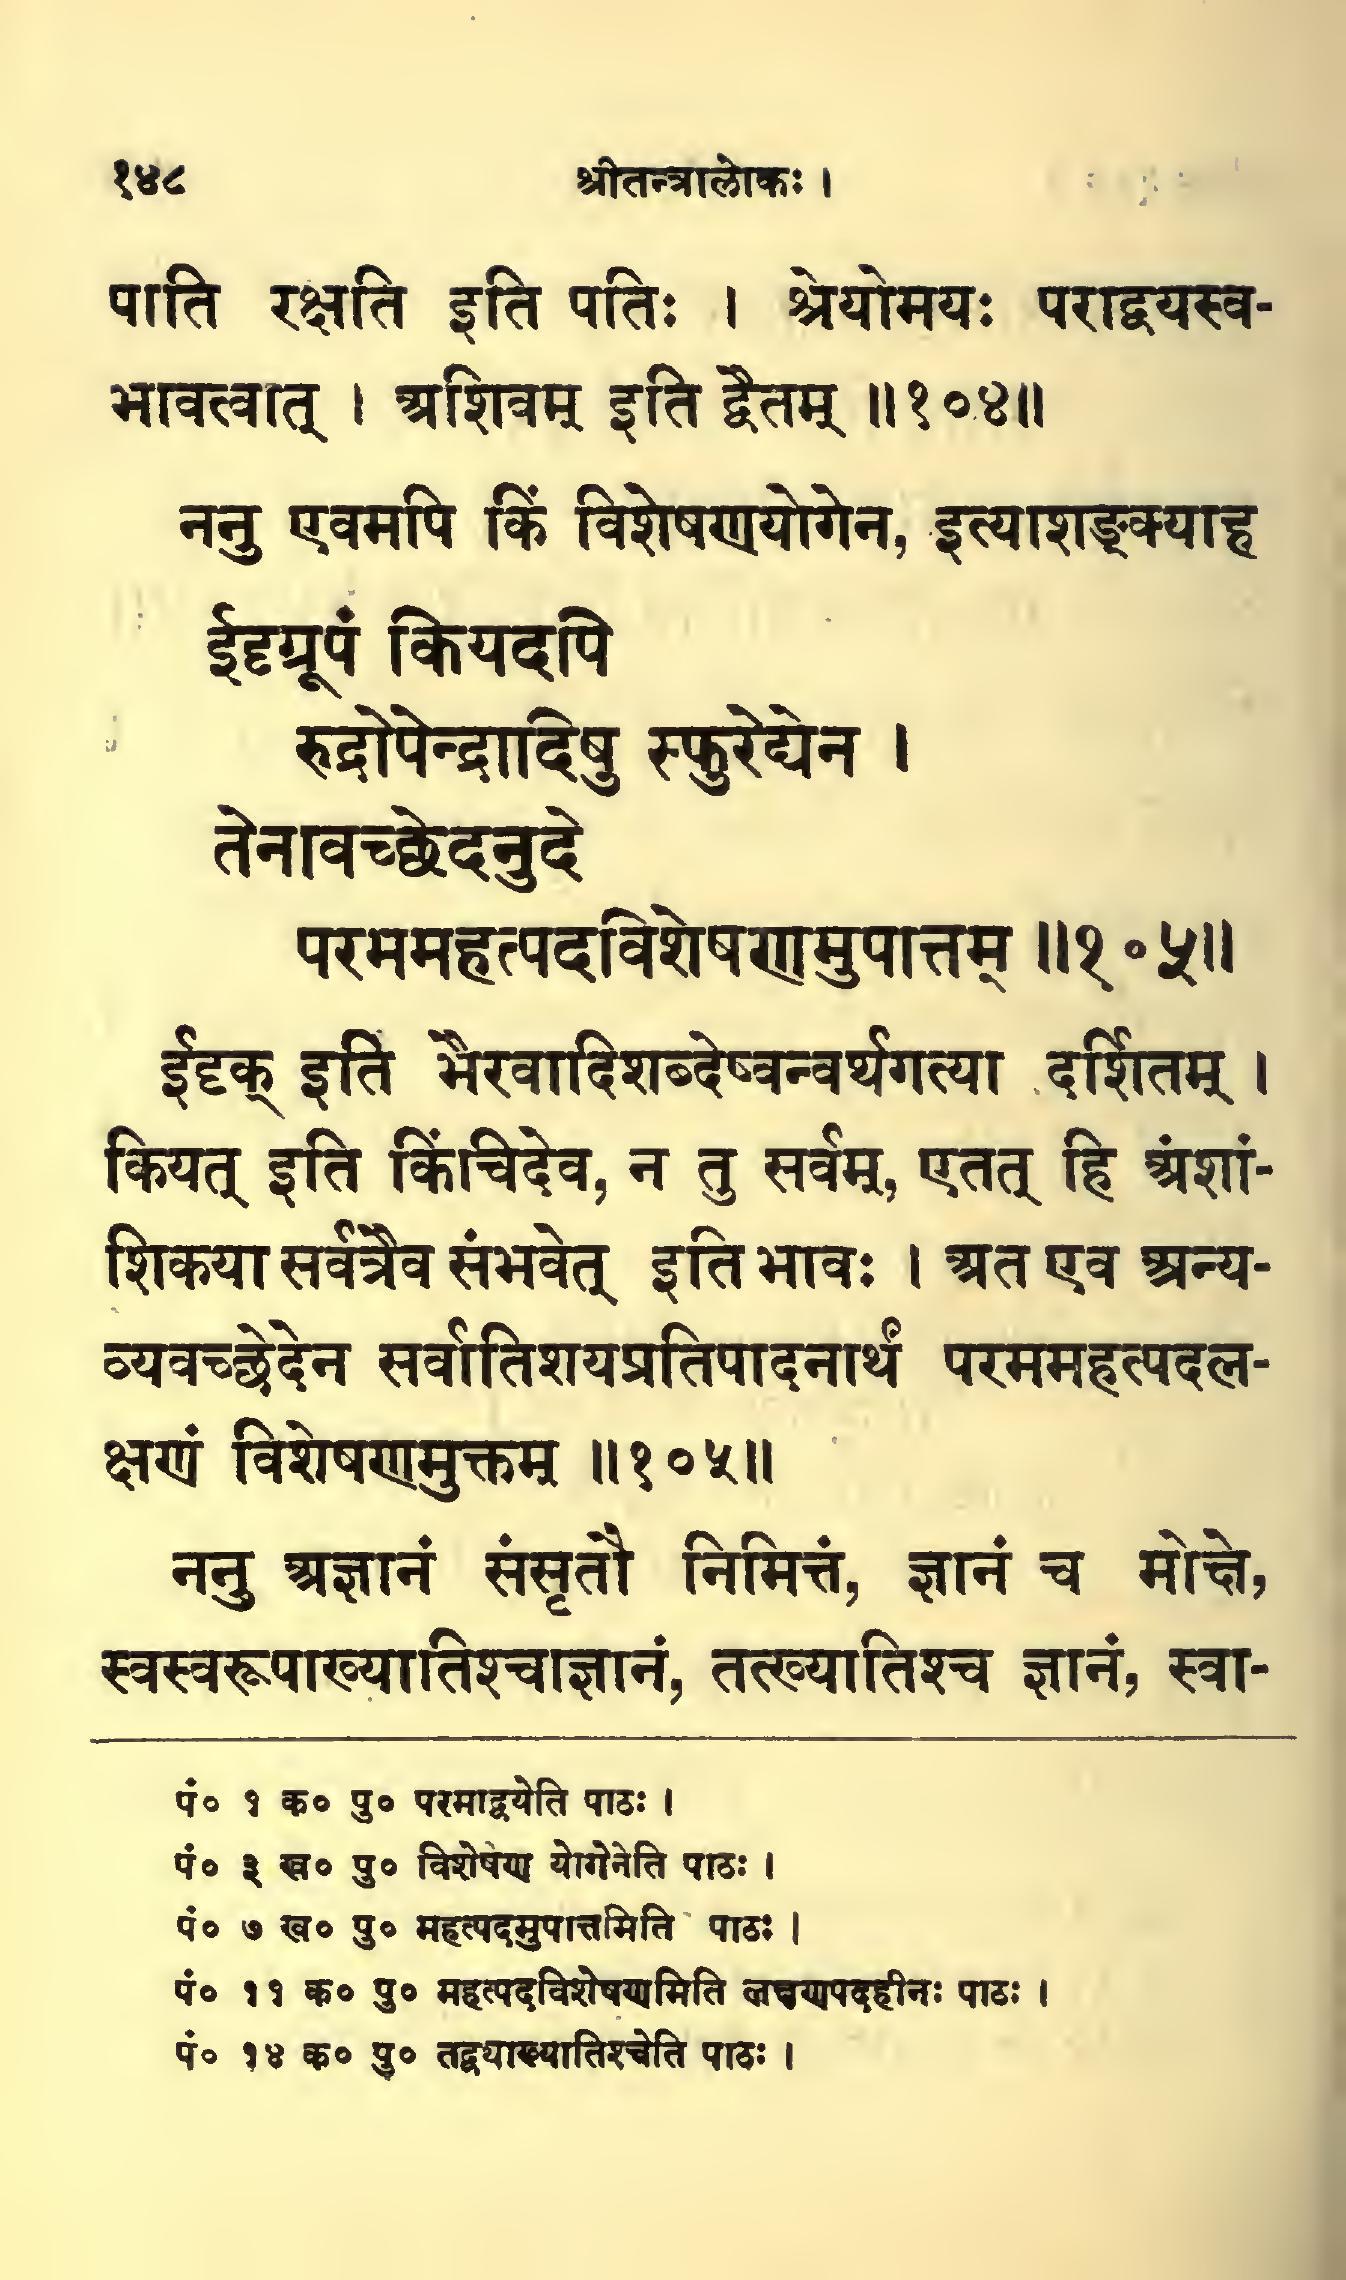 १४८ श्रीतन्त्रालोकः ।
पाति रक्षति इति पतिः । श्रेयोमयः पराद्वयस्व-
भावत्वात् । अशिवम् इति द्वैतम् ॥१०४॥
ननु एवमपि किं विशेषणयोगेन, इत्याशङ्क्याह
ईदृग्रूपं कियदपि
रुद्रोपेन्द्रादिषु स्फुरेद्येन ।
तेनावच्छेदनुदे
परममहत्पदविशेषणमुपात्तम् ॥१०५॥
ईदृक् इति भैरवादिशब्देष्वन्वर्थगत्या दर्शितम् ।
कियत् इति किंचिदेव, न तु सर्वम्, एतत् हि अंशां-
शिकया सर्वत्रैव संभवेत् इति भावः । अत एव अन्य-
व्यवच्छेदेन सर्वातिशयप्रतिपादनार्थं परममहत्पदल-
क्षणं विशेषणमुक्तम् ॥१०५॥
ननु अज्ञानं संसृतौ निमित्तं, ज्ञानं च मोक्षे,
स्वस्वरूपाख्यातिश्चाज्ञानं, तत्ख्यातिश्च ज्ञानं, स्वा-
पं० १ क० पु० परमाद्वयेति पाठः ।
पं० ३ ख० पु० विशेषेण योगेनेति पाठः ।
पं० ७ ख० पु० महत्पदमुपात्तमिति पाठः ।
पं० ११ क० पु० महत्पदविशेषणमिति लक्षणपदहीनः पाठः ।
पं० १४ क० पु० तद्वयाख्यातिश्चेति पाठः ।